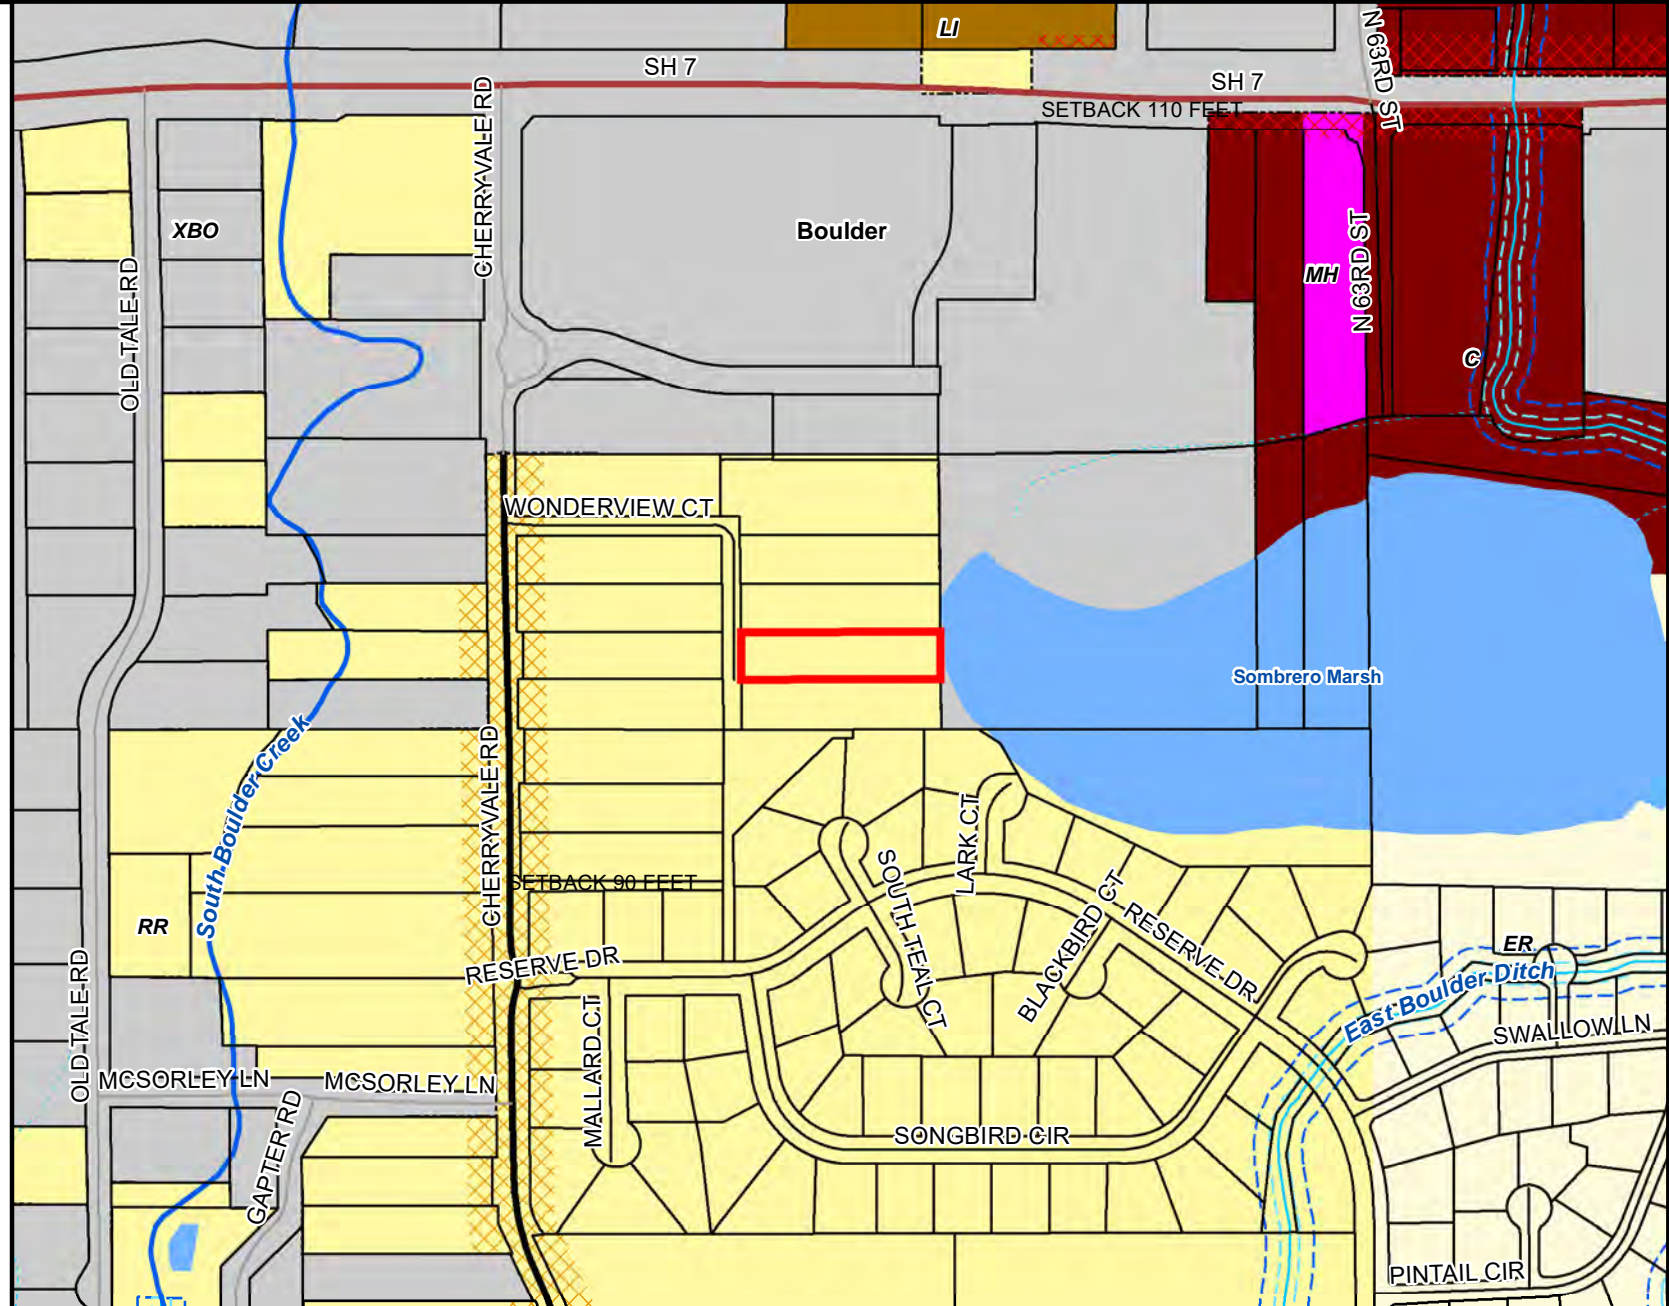 LI
N 63RD ST
SH 7
SH 7
SETBACK 110 FEET
CHERRYVALE RD
XBO
Boulder
MH
N 63RD ST
OLD TALE RD
C
WONDERVIEW CT
Sombrero Marsh
South Boulder Creek
CHERRYVALE RD
LARK CT
SETBACK 90 FEET
SOUTH TEAL CT
BLACKBIRD CT
RESERVE DR
RR
RESERVE DR
ER
East Boulder Ditch
OLD TALE RD
MALLARD CT
SWALLOW LN
MCSORLEY LN
MCSORLEY LN
GAPTER RD
SONGBIRD CIR
PINTAIL CIR